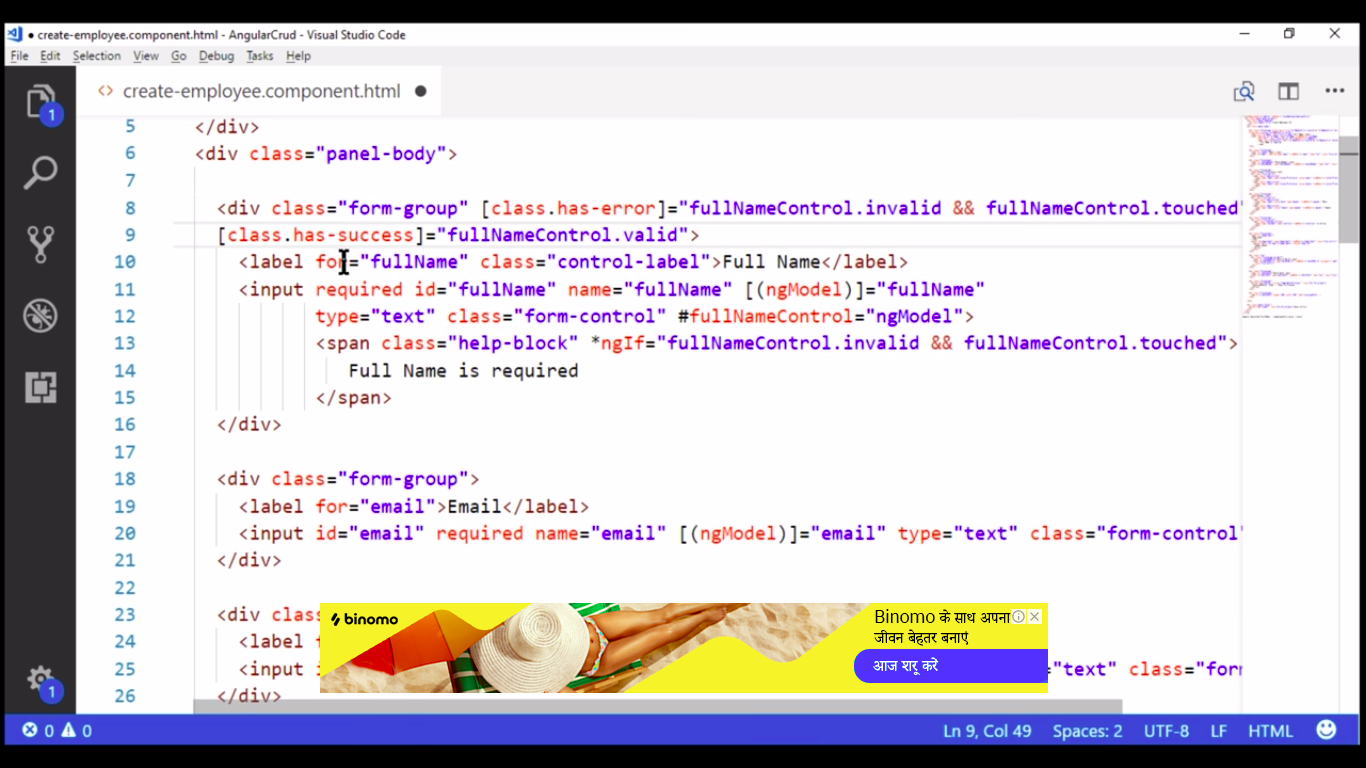 create-employee.component.html - AngularCrud - Visual Studio Code
File Edit Selection View Go Debug Tasks Help
1
<> create-employee.component.html
5 </div>
6 <div class="panel-body">
7
8 <div class="form-group" [class.has-error]="fullNameControl.invalid && fullNameControl.touched"
9 [class.has-success]="fullNameControl.valid">
10 <label for="fullName" class="control-label">Full Name</label>
11 <input required id="fullName" name="fullName" [(ngModel)]="fullName"
12 type="text" class="form-control" #fullNameControl="ngModel">
13 <span class="help-block" *ngIf="fullNameControl.invalid && fullNameControl.touched">
14 Full Name is required
15 </span>
16 </div>
17
18 <div class="form-group">
19 <label for="email">Email</label>
20 <input id="email" required name="email" [(ngModel)]="email" type="text" class="form-control"
21 </div>
22
23 <div clas
24 <label f
25 <input i
"text" class="for
26 </div>
binomo
Binomo के साथ अपना
जीवन बेहतर बनाएं
आज शरू करे
1
0 0 Ln 9, Col 49 Spaces: 2 UTF-8 LF HTML